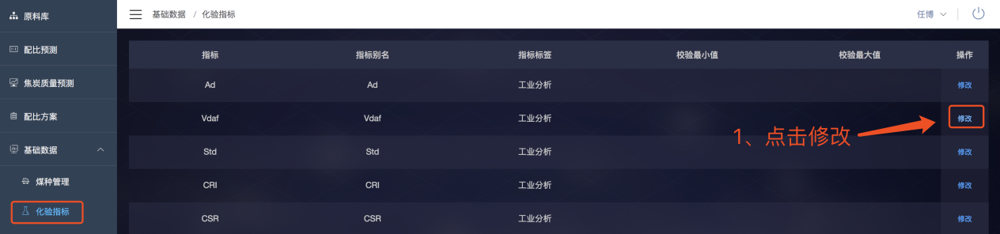 原料库
配比预测
焦炭质量预测
配比方案
基础数据
煤种管理
化验指标
基础数据 / 化验指标
任博
指标 指标别名 指标标签 校验最小值 校验最大值 操作
Ad Ad 工业分析 修改
Vdaf Vdaf 工业分析 修改
Std Std 工业分析 修改
CRI CRI 工业分析 修改
CSR CSR 工业分析 修改
1、点击修改